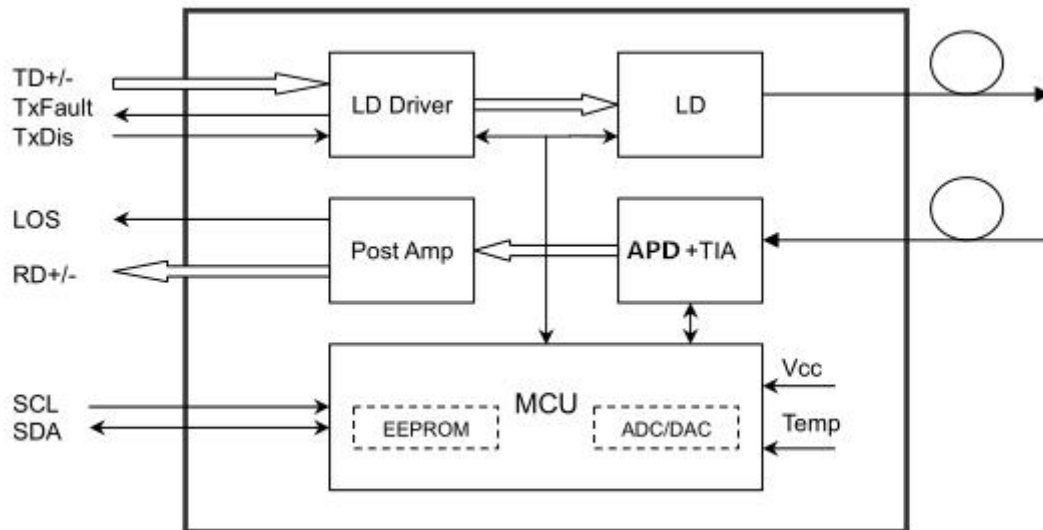 TD+/-
TxFault
TxDis
LD Driver
LD
LOS
RD+/-
Post Amp
APD +TIA
SCL
SDA
MCU
EEPROM
ADC/DAC
Vcc
Temp